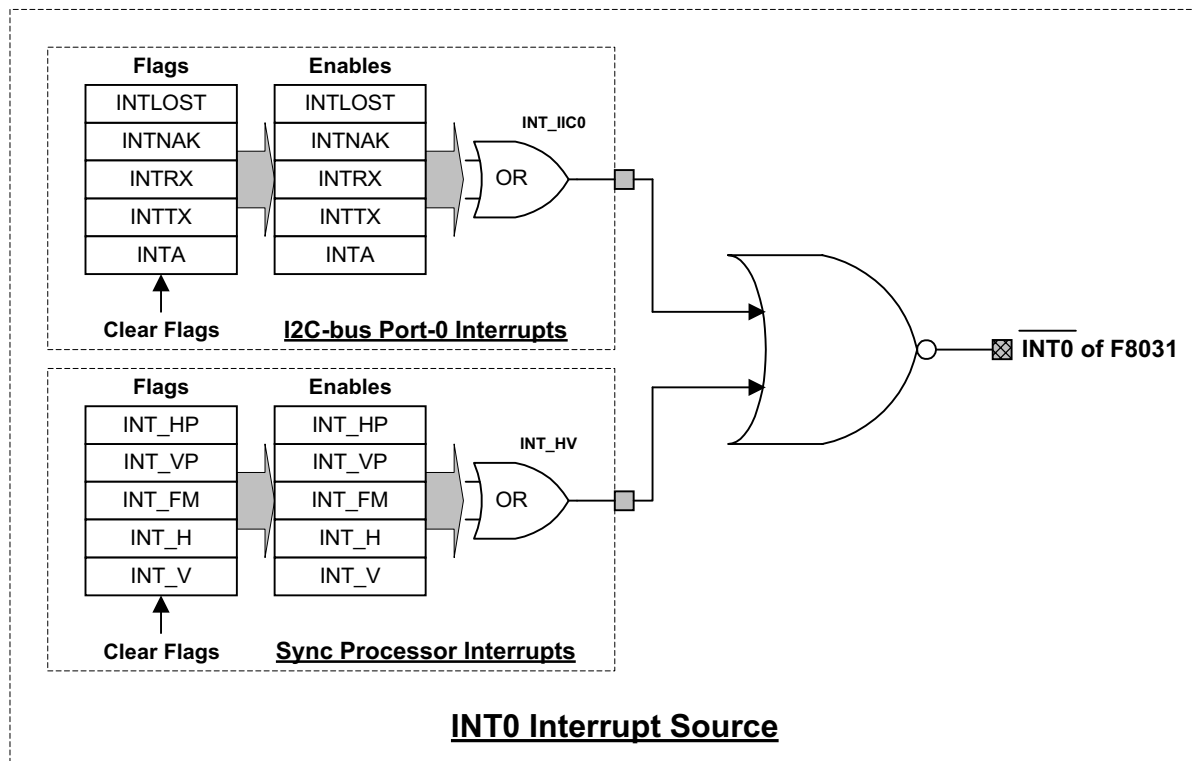 Flags
Enables
INTLOST
INTLOST
INTNAK
INTNAK
INTRX
INTRX
INTTX
INTTX
INTA
INTA
INT_IIC0
OR
Clear Flags
I2C-bus Port-0 Interrupts
Flags
Enables
INT_HP
INT_HP
INT_VP
INT_VP
INT_FM
INT_FM
INT_H
INT_H
INT_V
INT_V
INT_HV
OR
Clear Flags
Sync Processor Interrupts
INT0 of F8031
INT0 Interrupt Source